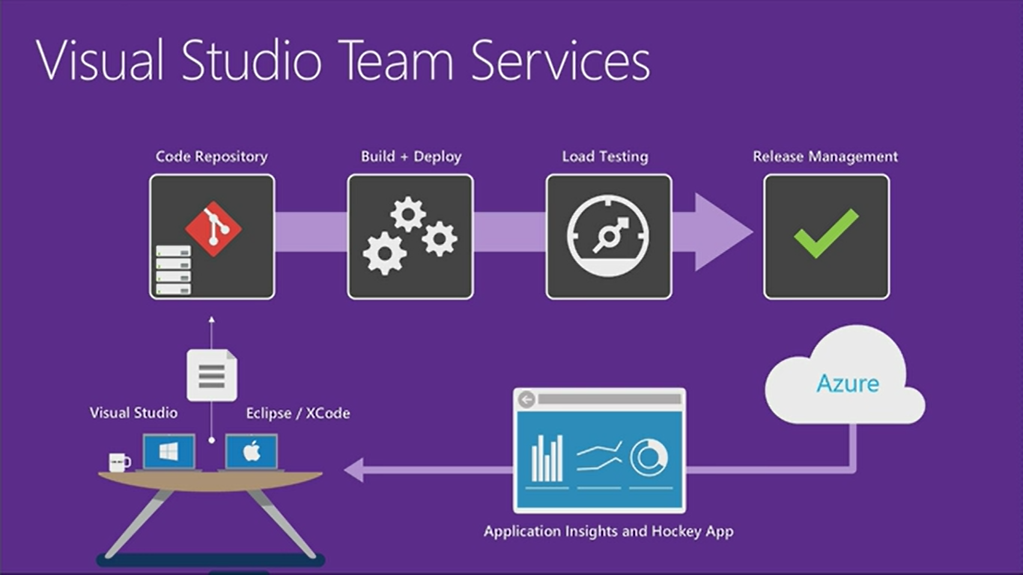 Visual Studio Team Services
Code Repository
Build + Deploy
Load Testing
Release Management
Azure
Visual Studio
Eclipse / XCode
Application Insights and Hockey App